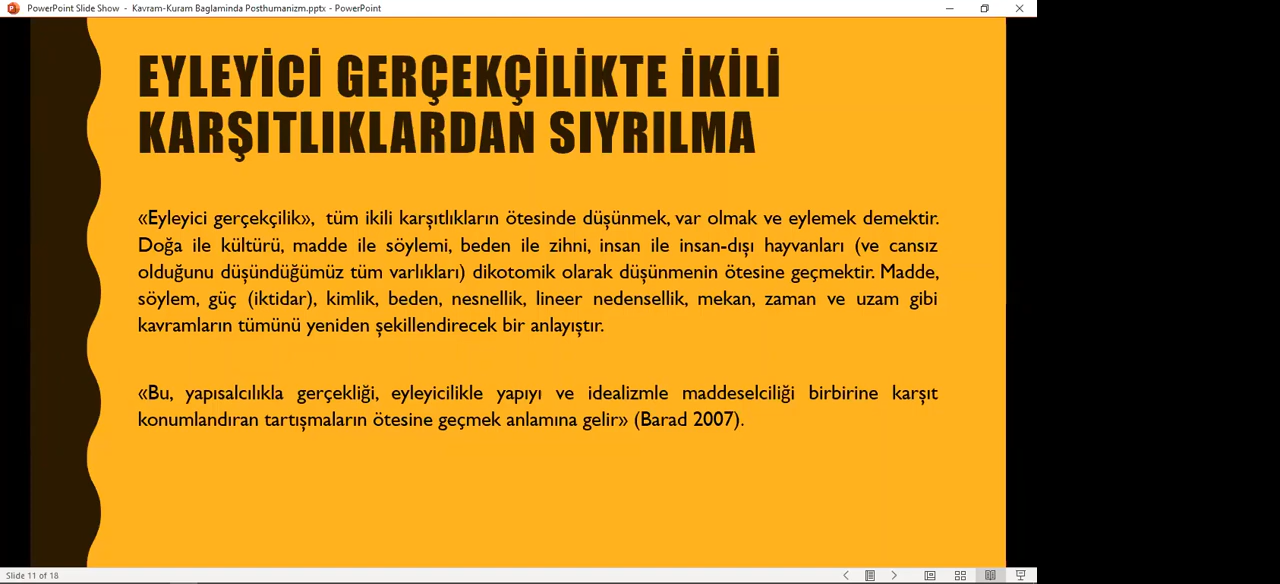 PowerPoint Slide Show - Kavram-Kuram Baglaminda Posthumanizm.pptx - PowerPoint
EYLEYİCİ GERÇEKÇİLİKTE İKİLİ
KARŞITLIKLARDAN SIYRILMA
«Eyleyici gerçekçilik», tüm ikili karşıtlıkların ötesinde düşünmek, var olmak ve eylemek demektir.
Doğa ile kültürü, madde ile söylemi, beden ile zihni, insan ile insan-dışı hayvanları (ve cansız
olduğunu düşündüğümüz tüm varlıkları) dikotomik olarak düşünmenin ötesine geçmektir. Madde,
söylem, güç (iktidar), kimlik, beden, nesnellik, lineer nedensellik, mekan, zaman ve uzam gibi
kavramların tümünü yeniden şekillendirecek bir anlayıştır.
«Bu, yapısalcılıkla gerçekliği, eyleyicilikle yapıyı ve idealizmle maddeselciliği birbirine karşıt
konumlandıran tartışmaların ötesine geçmek anlamına gelir» (Barad 2007).
Slide 11 of 18